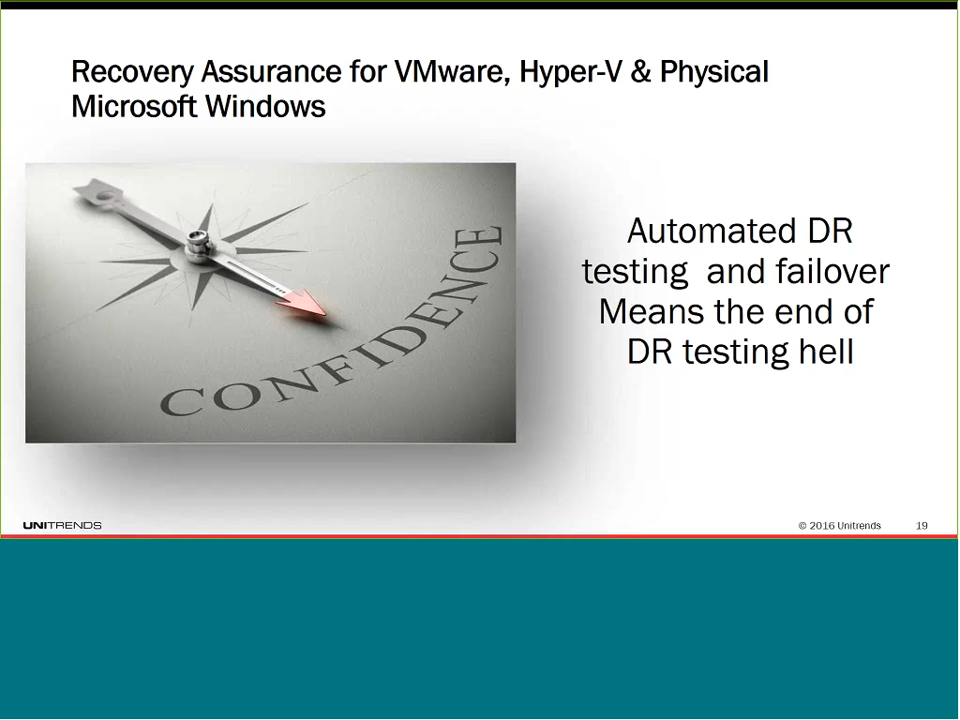 Recovery Assurance for VMware, Hyper-V & Physical
Microsoft Windows
CONFIDENCE
Automated DR
testing and failover
Means the end of
DR testing hell
UNITRENDS
© 2016 Unitrends
19